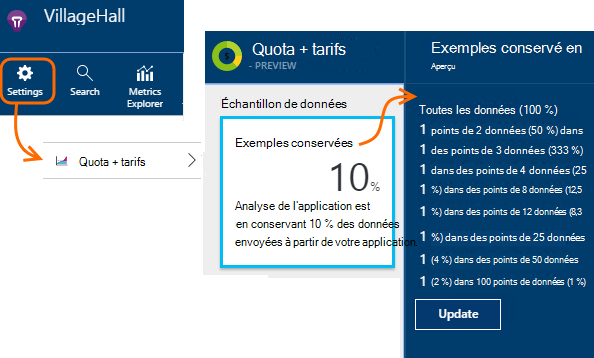 VillageHall
Settings
Search
Metrics
Explorer
Quota + tarifs
Quota + tarifs
- PREVIEW
Échantillon de données
Exemples conservées
10%
Analyse de l'application est
en conservant 10 % des données
envoyées à partir de votre application.
Exemples conservé en
Aperçu
Toutes les données (100 %)
1 points de 2 données (50 %) dans
1 des points de 3 données (333 %)
1 dans des points de 4 données (25
1 %) dans des points de 8 données (12,5
1 %) dans des points de 12 données (8,3
1 %) dans des points de 25 données
1 (4 %) dans des points de 50 données
1 (2 %) dans 100 points de données (1 %)
Update